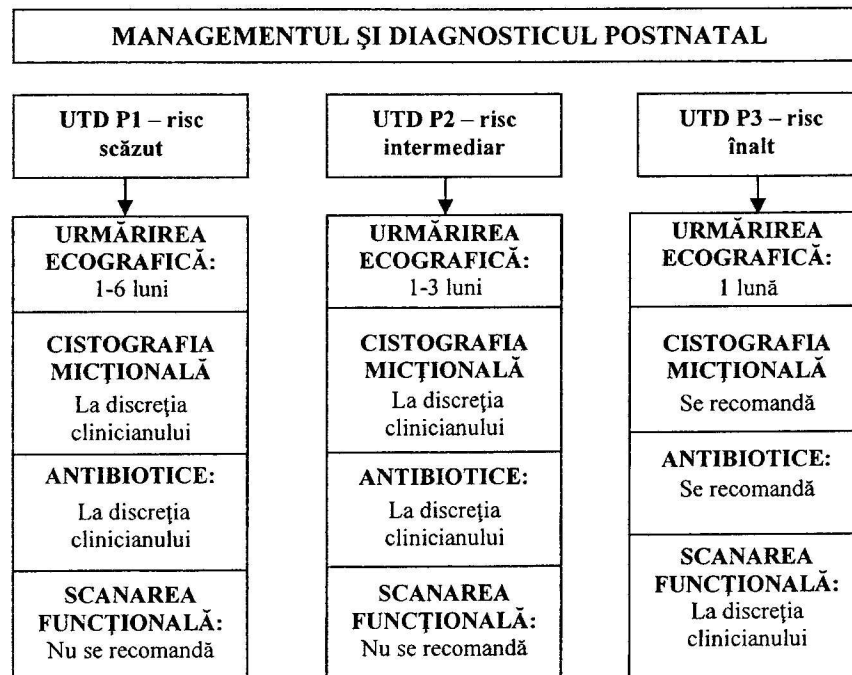 MANAGEMENTUL ŞI DIAGNOSTICUL POSTNATAL
UTD P1 – risc
scăzut
URMĂRIREA
ECOGRAFICĂ:
1-6 luni
CISTOGRAFIA
MICŢIONALĂ
La discreţia
clinicianului
ANTIBIOTICE:
La discreţia
clinicianului
SCANAREA
FUNCŢIONALĂ:
Nu se recomandă
UTD P2 – risc
intermediar
URMĂRIREA
ECOGRAFICĂ:
1-3 luni
CISTOGRAFIA
MICŢIONALĂ
La discreţia
clinicianului
ANTIBIOTICE:
La discreţia
clinicianului
SCANAREA
FUNCŢIONALĂ:
Nu se recomandă
UTD P3 – risc
înalt
URMĂRIREA
ECOGRAFICĂ:
1 lună
CISTOGRAFIA
MICŢIONALĂ
Se recomandă
ANTIBIOTICE:
Se recomandă
SCANAREA
FUNCŢIONALĂ:
La discreţia
clinicianului